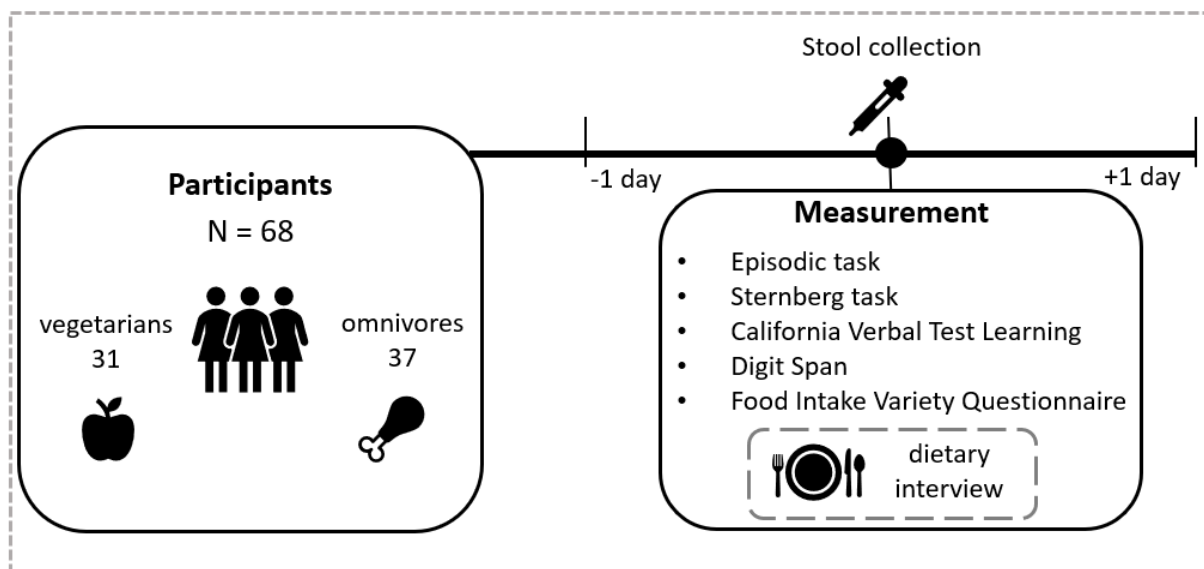 Stool collection
-1 day
+1 day
Participants
N = 68
vegetarians
31
omnivores
37
Measurement
• Episodic task
• Sternberg task
• California Verbal Test Learning
• Digit Span
• Food Intake Variety Questionnaire
dietary
interview